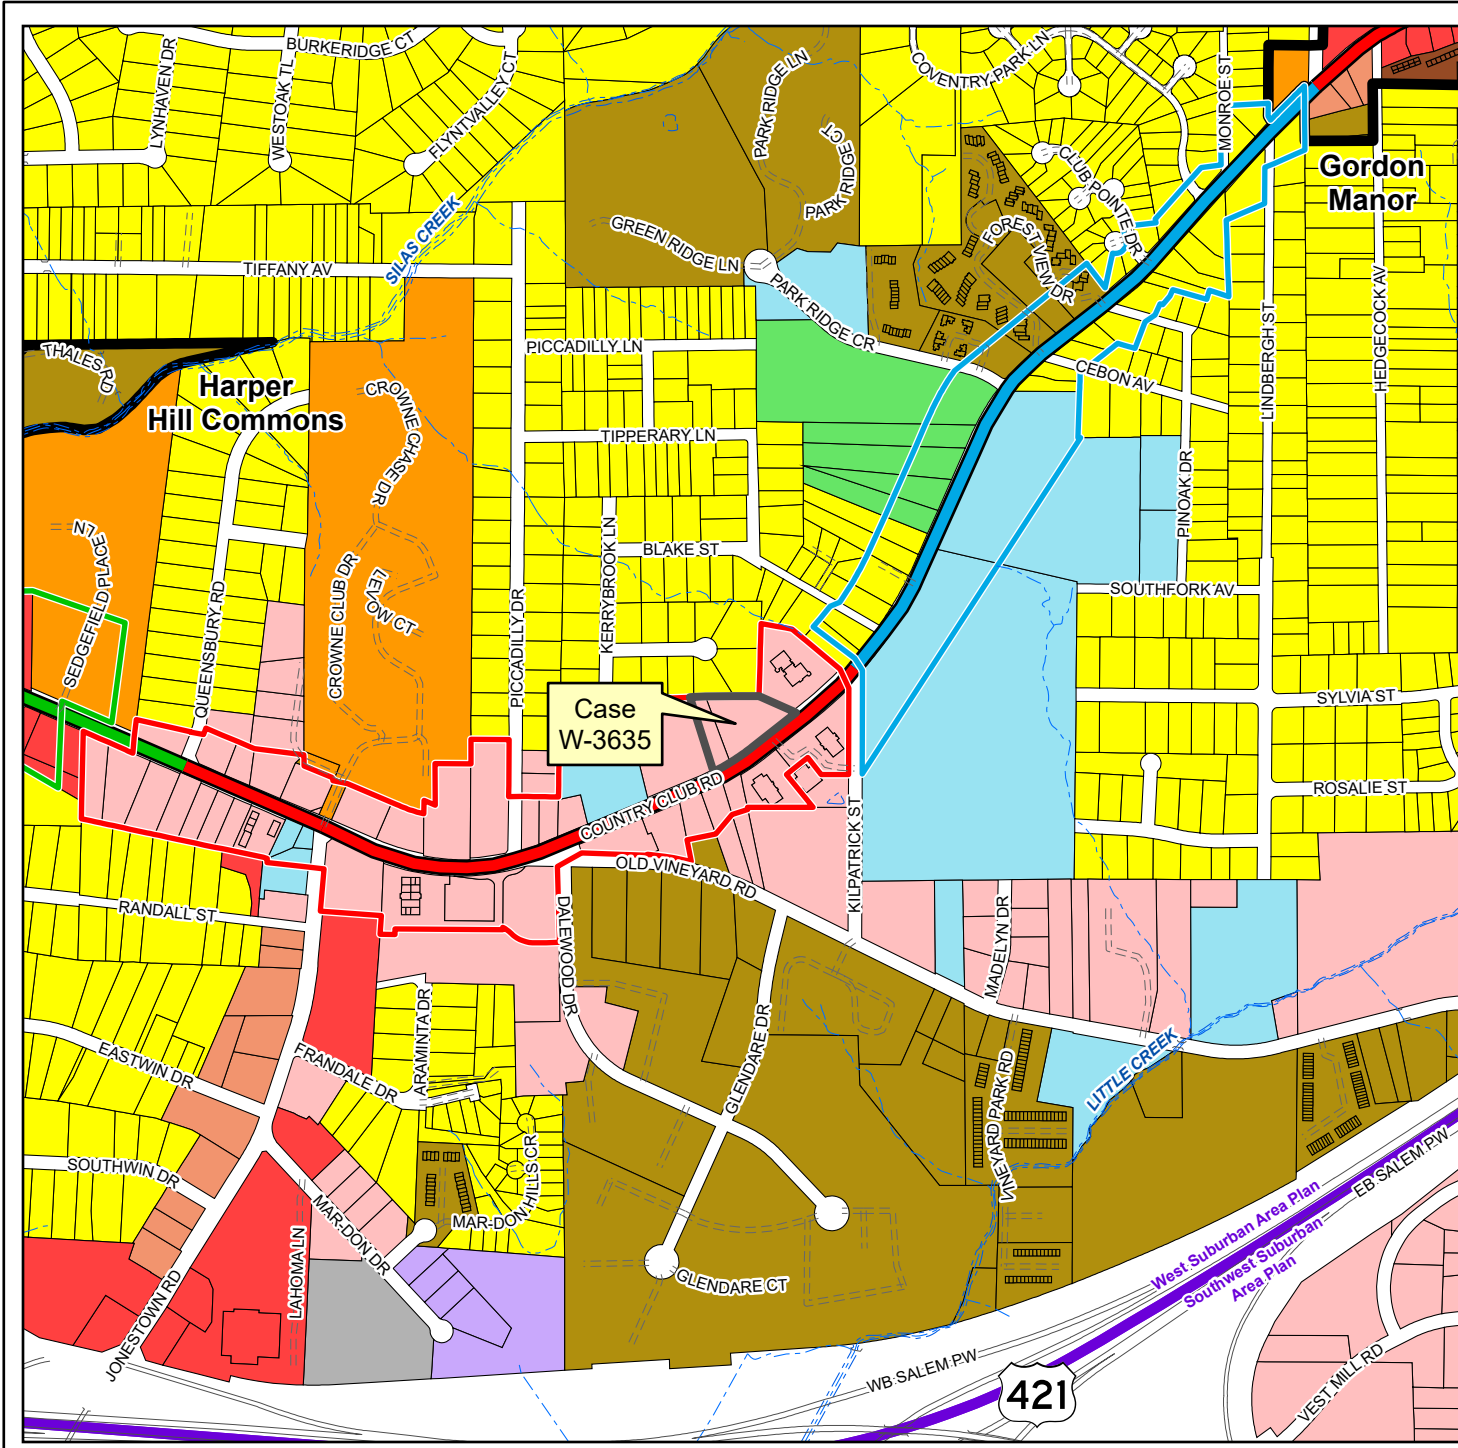 BURKERIDGE CT
LYNHAVEN DR
WESTOAK TL
FLYNTVALLEY CT
PARK RIDGE LN
PARK RIDGE CT
COVENTRY PARK LN
MONROE ST
CLUB POINTE DR
Gordon
Manor
SILAS CREEK
TIFFANY AV
GREEN RIDGE LN
PARK RIDGE CR
FOREST VIEW DR
LINDBERGH ST
HEDGECOCK AV
THALES RD
Harper
Hill Commons
PICCADILLY LN
CROWNE CHASE DR
CEBON AV
TIPPERARY LN
PINOAK DR
SEDGEFIELD PLACE LN
QUEENSBURY RD
CROWNE CLUB DR
LEVOW CT
PICCADILLY DR
KERRYBROOK LN
BLAKE ST
SOUTHFORK AV
SYLVIA ST
Case
W-3635
COUNTRY CLUB RD
ROSALIE ST
OLD VINEYARD RD
KILPATRICK ST
RANDALL ST
DALEWOOD DR
MADELYN DR
ARAMINTA DR
EASTWIN DR
FRANDALE DR
GLENDARE DR
VINEYARD PARK RD
LITTLE CREEK
SOUTHWIN DR
MAR-DON HILLS CR
MAR-DON DR
LAHOMA LN
JONESTOWN RD
GLENDARE CT
EB SALEM PW
West Suburban Area Plan
Southwest Suburban
Area Plan
WB SALEM PW
421
VEST MILL RD